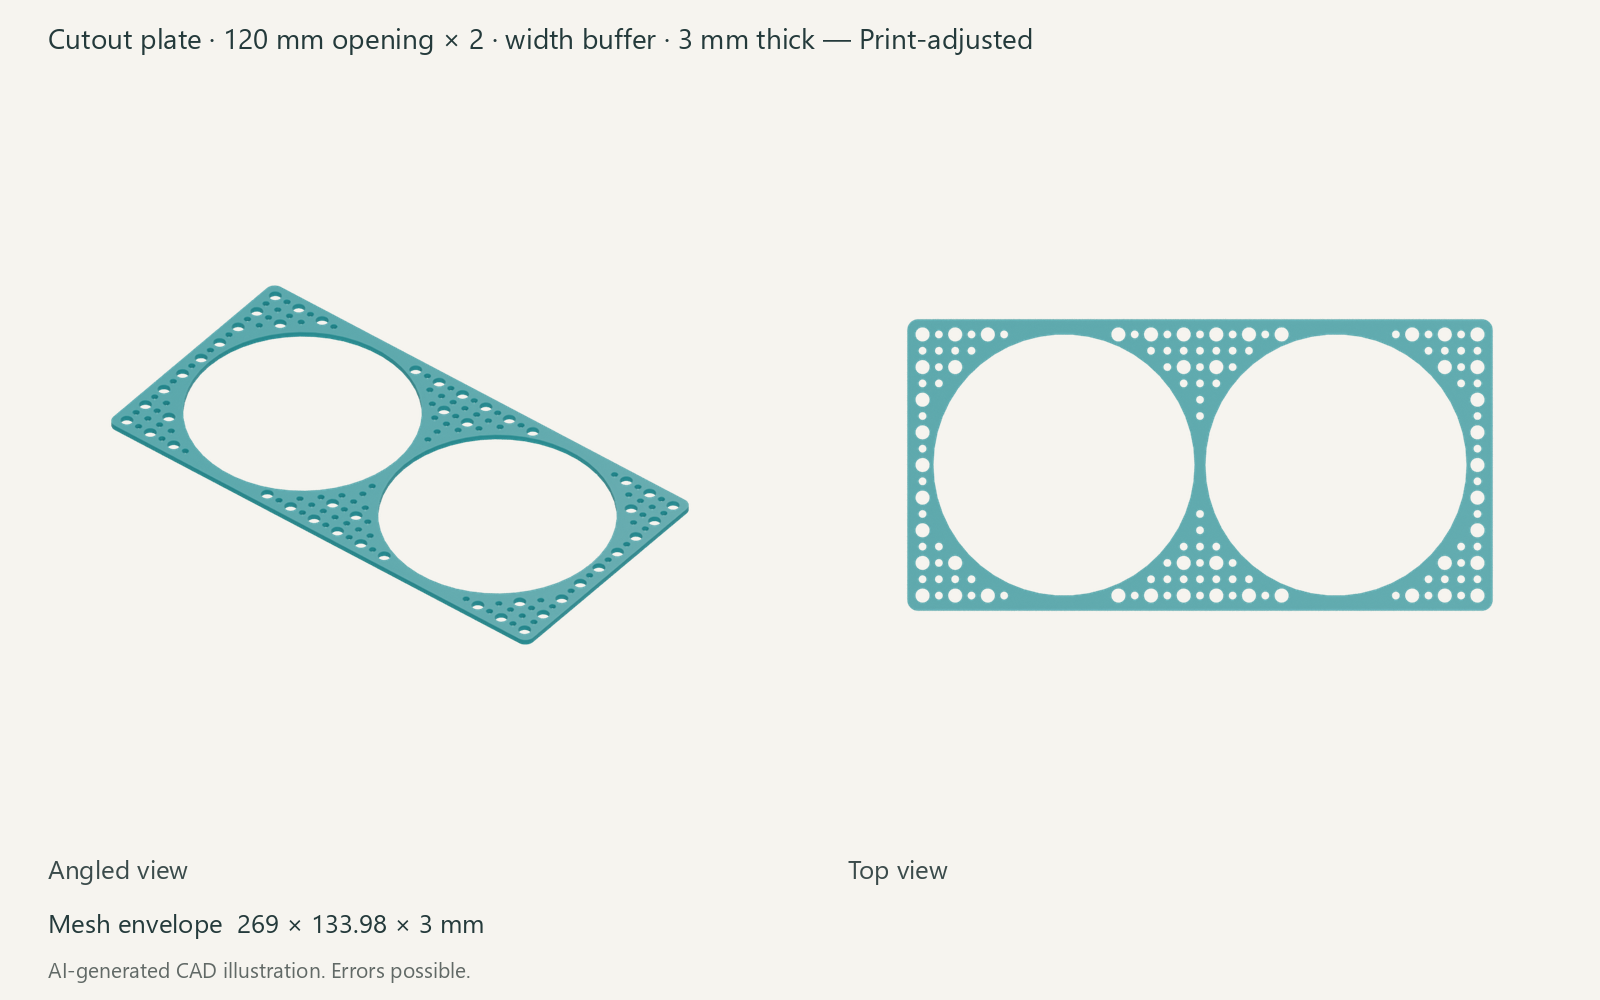 Cutout plate · 120 mm opening × 2 · width buffer · 3 mm thick — Print-adjusted
Angled view
Top view
Mesh envelope  269 × 133.98 × 3 mm
AI-generated CAD illustration. Errors possible.